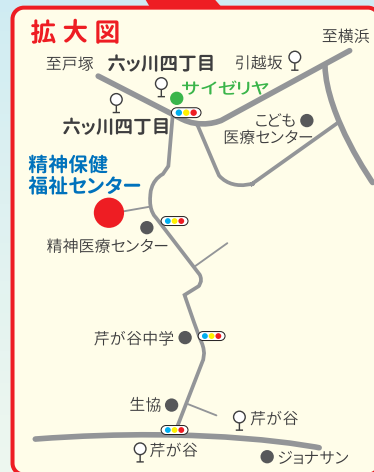 拡大図
至横浜
至戸塚
六ッ川四丁目
引越坂
サイゼリヤ
六ッ川四丁目
こども
医療センター
精神保健
福祉センター
精神医療センター
芹が谷中学
生協
芹が谷
芹が谷
ジョナサン